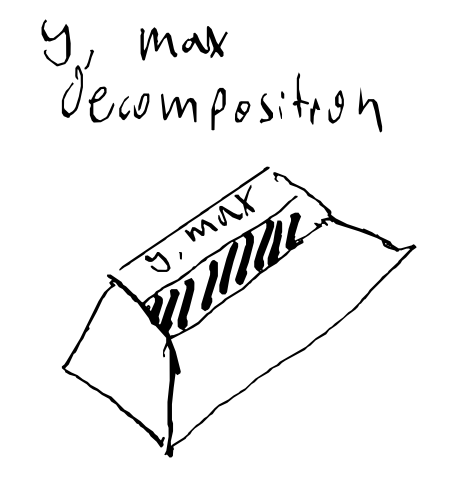 y, max
decomposition
y, max